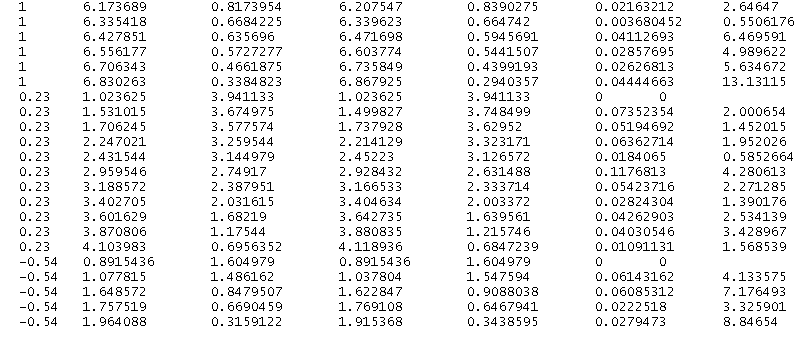 1 6.173689 0.8173954 6.207547 0.8390275 0.02163212 2.64647
1 6.335418 0.6684225 6.339623 0.664742 0.003680452 0.5506176
1 6.427851 0.635696 6.471698 0.5945691 0.04112693 6.469591
1 6.556177 0.5727277 6.603774 0.5441507 0.02857695 4.989622
1 6.706343 0.4661875 6.735849 0.4399193 0.02626813 5.634672
1 6.830263 0.3384823 6.867925 0.2940357 0.04444663 13.13115
0.23 1.023625 3.941133 1.023625 3.941133 0 0
0.23 1.531015 3.674975 1.499827 3.748499 0.07352354 2.000654
0.23 1.706245 3.577574 1.737928 3.62952 0.05194692 1.452015
0.23 2.247021 3.259544 2.214129 3.323171 0.06362714 1.952026
0.23 2.431544 3.144979 2.45223 3.126572 0.0184065 0.5852664
0.23 2.959546 2.74917 2.928432 2.631488 0.1176813 4.280613
0.23 3.188572 2.387951 3.166533 2.333714 0.05423716 2.271285
0.23 3.402705 2.031615 3.404634 2.003372 0.02824304 1.390176
0.23 3.601629 1.68219 3.642735 1.639561 0.04262903 2.534139
0.23 3.870806 1.17544 3.880835 1.215746 0.04030546 3.428967
0.23 4.103983 0.6956352 4.118936 0.6847239 0.01091131 1.568539
-0.54 0.8915436 1.604979 0.8915436 1.604979 0 0
-0.54 1.077815 1.486162 1.037804 1.547594 0.06143162 4.133575
-0.54 1.648572 0.8479507 1.622847 0.9088038 0.06085312 7.176493
-0.54 1.757519 0.6690459 1.769108 0.6467941 0.0222518 3.325901
-0.54 1.964088 0.3159122 1.915368 0.3438595 0.0279473 8.84654